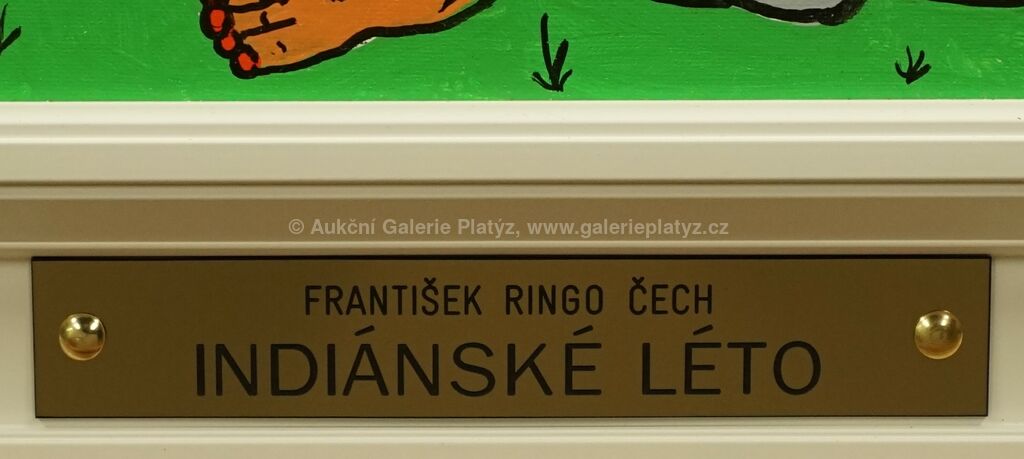 © Aukční Galerie Platýz, www.galerieplatyz.cz
FRANTIŠEK RINGO ČECH
INDIÁNSKÉ LÉTO